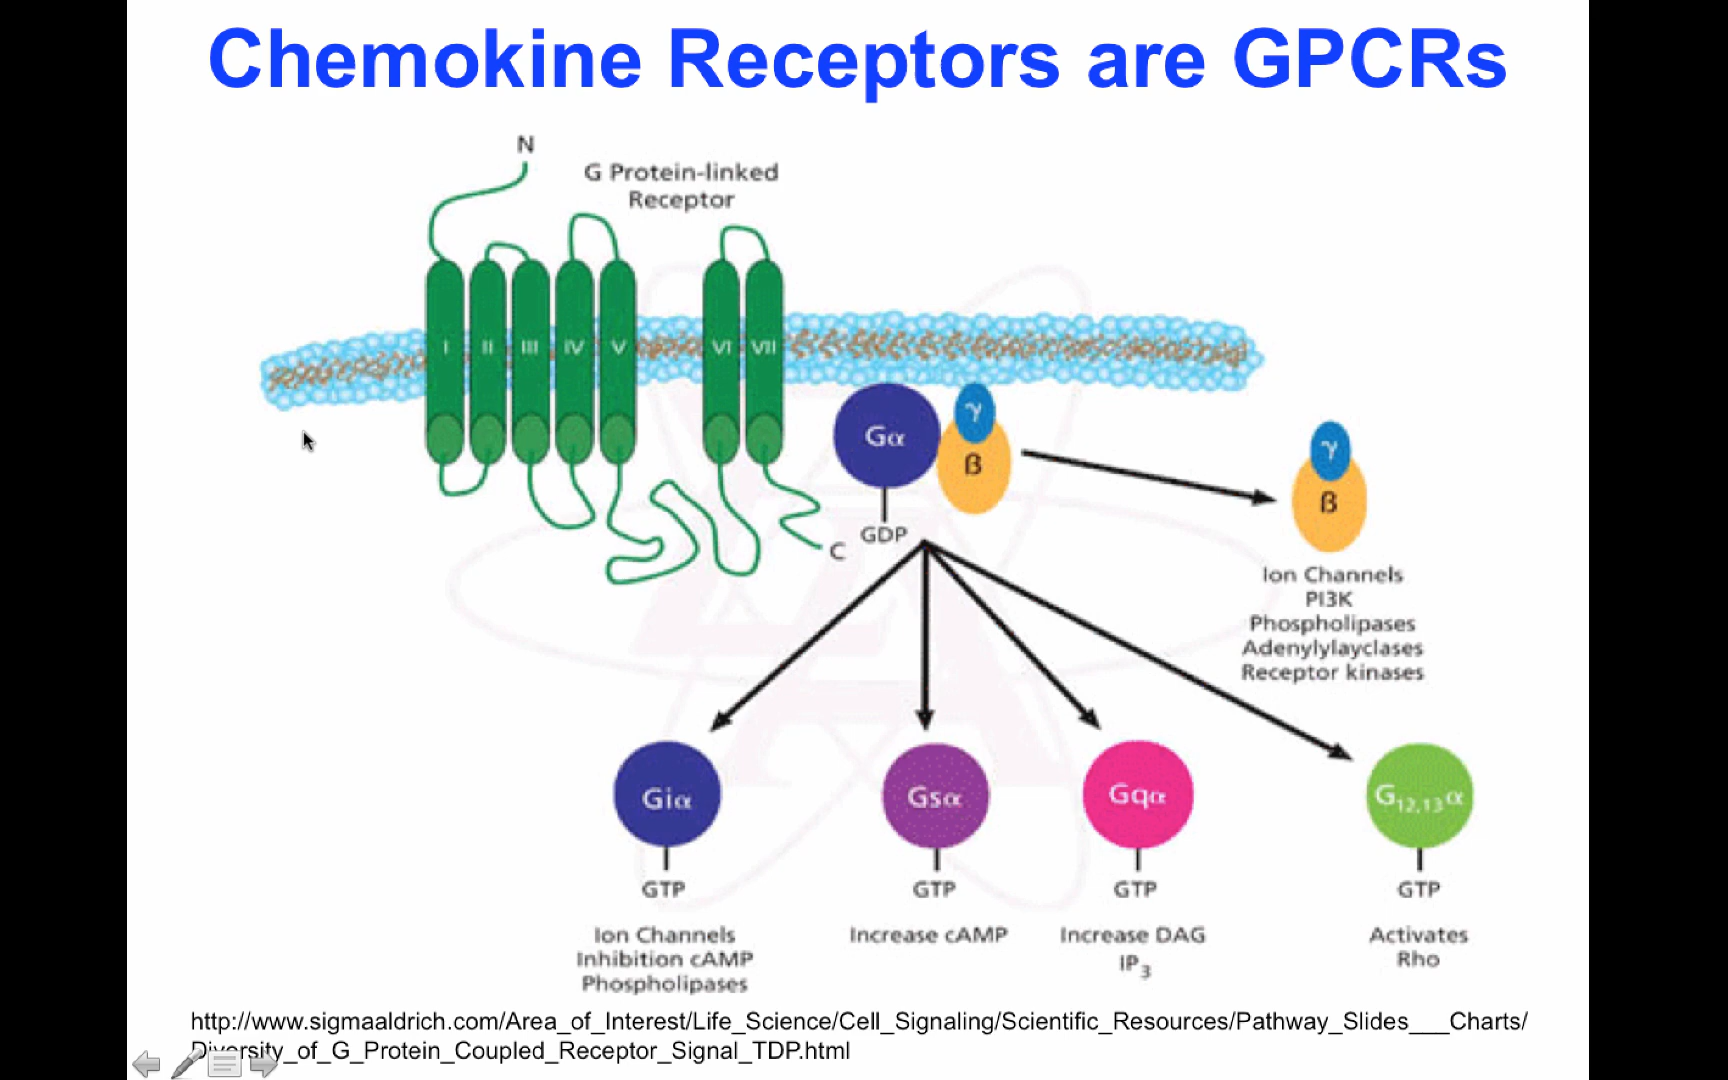 Chemokine Receptors are GPCRs
N
G Protein-linked
Receptor
I II III IV V VI VII
Gα γ
ß
γ
ß
GDP
C
Ion Channels
PI3K
Phospholipases
Adenylylayclases
Receptor kinases
Giα Gsα Gqα G12,13α
GTP GTP GTP GTP
Ion Channels
Inhibition cAMP
Phospholipases
Increase cAMP
Increase DAG
IP3
Activates
Rho
http://www.sigmaaldrich.com/Area_of_Interest/Life_Science/Cell_Signaling/Scientific_Resources/Pathway_Slides___Charts/
Diversity_of_G_Protein_Coupled_Receptor_Signal_TDP.html